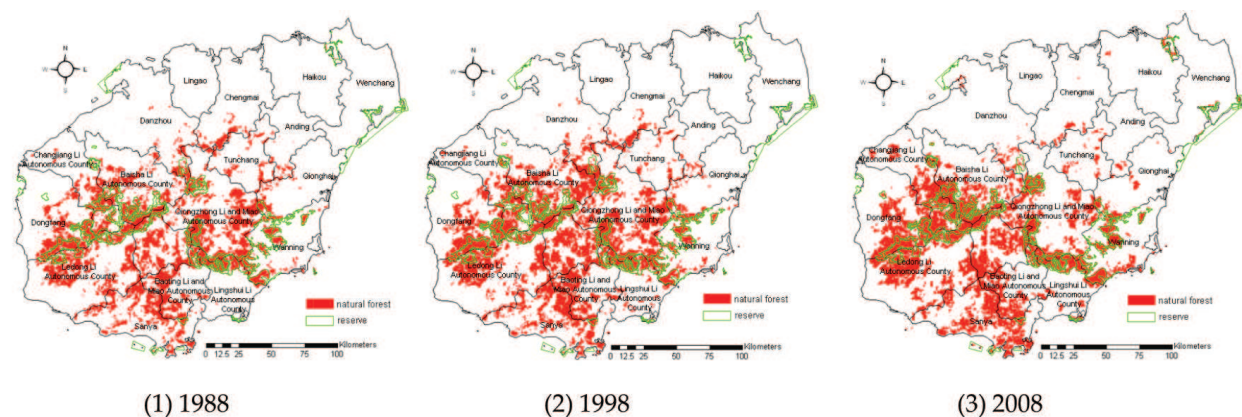 N
W E
S
Lingao
Haikou
Wenchang
Chengmai
Danzhou
Anding
Tunchang
Changjiang Li
Autonomous County
Baisha Li
Autonomous County
Qionghai
Qiongzhong Li and Miao
Autonomous County
Dongfang
Wanning
Ledong Li
Autonomous County
Baoting Li and
Miao Autonomous
County
Lingshui Li
Autonomous
County
Sanya
natural forest
reserve
Kilometers
0 12.5 25 50 75 100
(1) 1988
N
W E
S
Lingao
Haikou
Wenchang
Chengmai
Danzhou
Anding
Tunchang
Changjiang Li
Autonomous County
Baisha Li
Autonomous County
Qionghai
Qiongzhong Li and Miao
Autonomous County
Dongfang
Wanning
Ledong Li
Autonomous County
Baoting Li and
Miao Autonomous
County
Lingshui Li
Autonomous
County
Sanya
natural forest
reserve
Kilometers
0 12.5 25 50 75 100
(2) 1998
N
W E
S
Lingao
Haikou
Wenchang
Chengmai
Danzhou
Anding
Tunchang
Changjiang Li
Autonomous County
Baisha Li
Autonomous County
Qionghai
Qiongzhong Li and Miao
Autonomous County
Dongfang
Wanning
Ledong Li
Autonomous County
Baoting Li and
Miao Autonomous
County
Lingshui Li
Autonomous
County
Sanya
natural forest
reserve
Kilometers
0 12.5 25 50 75 100
(3) 2008